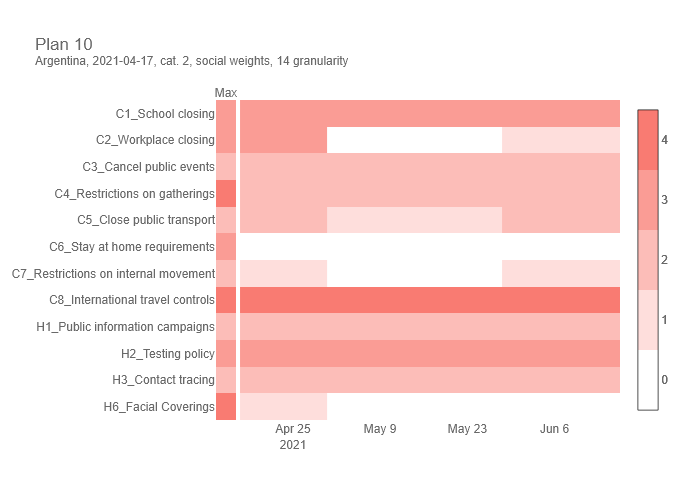 Plan 10
Argentina, 2021-04-17, cat. 2, social weights, 14 granularity
Max
C1_School closing
C2_Workplace closing
C3_Cancel public events
C4_Restrictions on gatherings
C5_Close public transport
C6_Stay at home requirements
C7_Restrictions on internal movement
C8_International travel controls
H1_Public information campaigns
H2_Testing policy
H3_Contact tracing
H6_Facial Coverings
Apr 25 May 9 May 23 Jun 6
2021
4
3
2
1
0